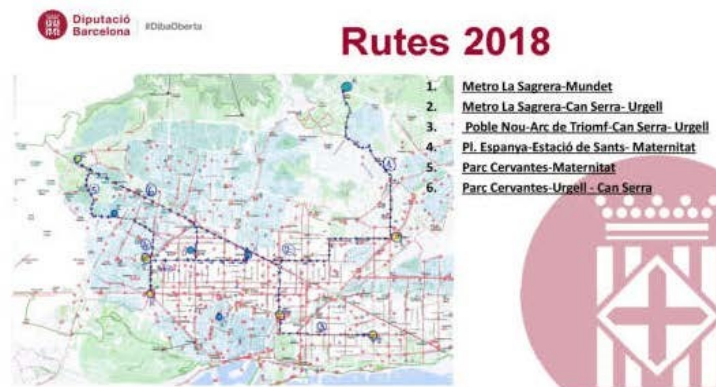 Diputació
Barcelona
#DibaOberta
Rutes 2018
1. Metro La Sagrera-Mundet
2. Metro La Sagrera-Can Serra- Urgell
3. Poble Nou-Arc de Triomf-Can Serra- Urgell
4. Pl. Espanya-Estació de Sants- Maternitat
5. Parc Cervantes-Maternitat
6. Parc Cervantes-Urgell - Can Serra